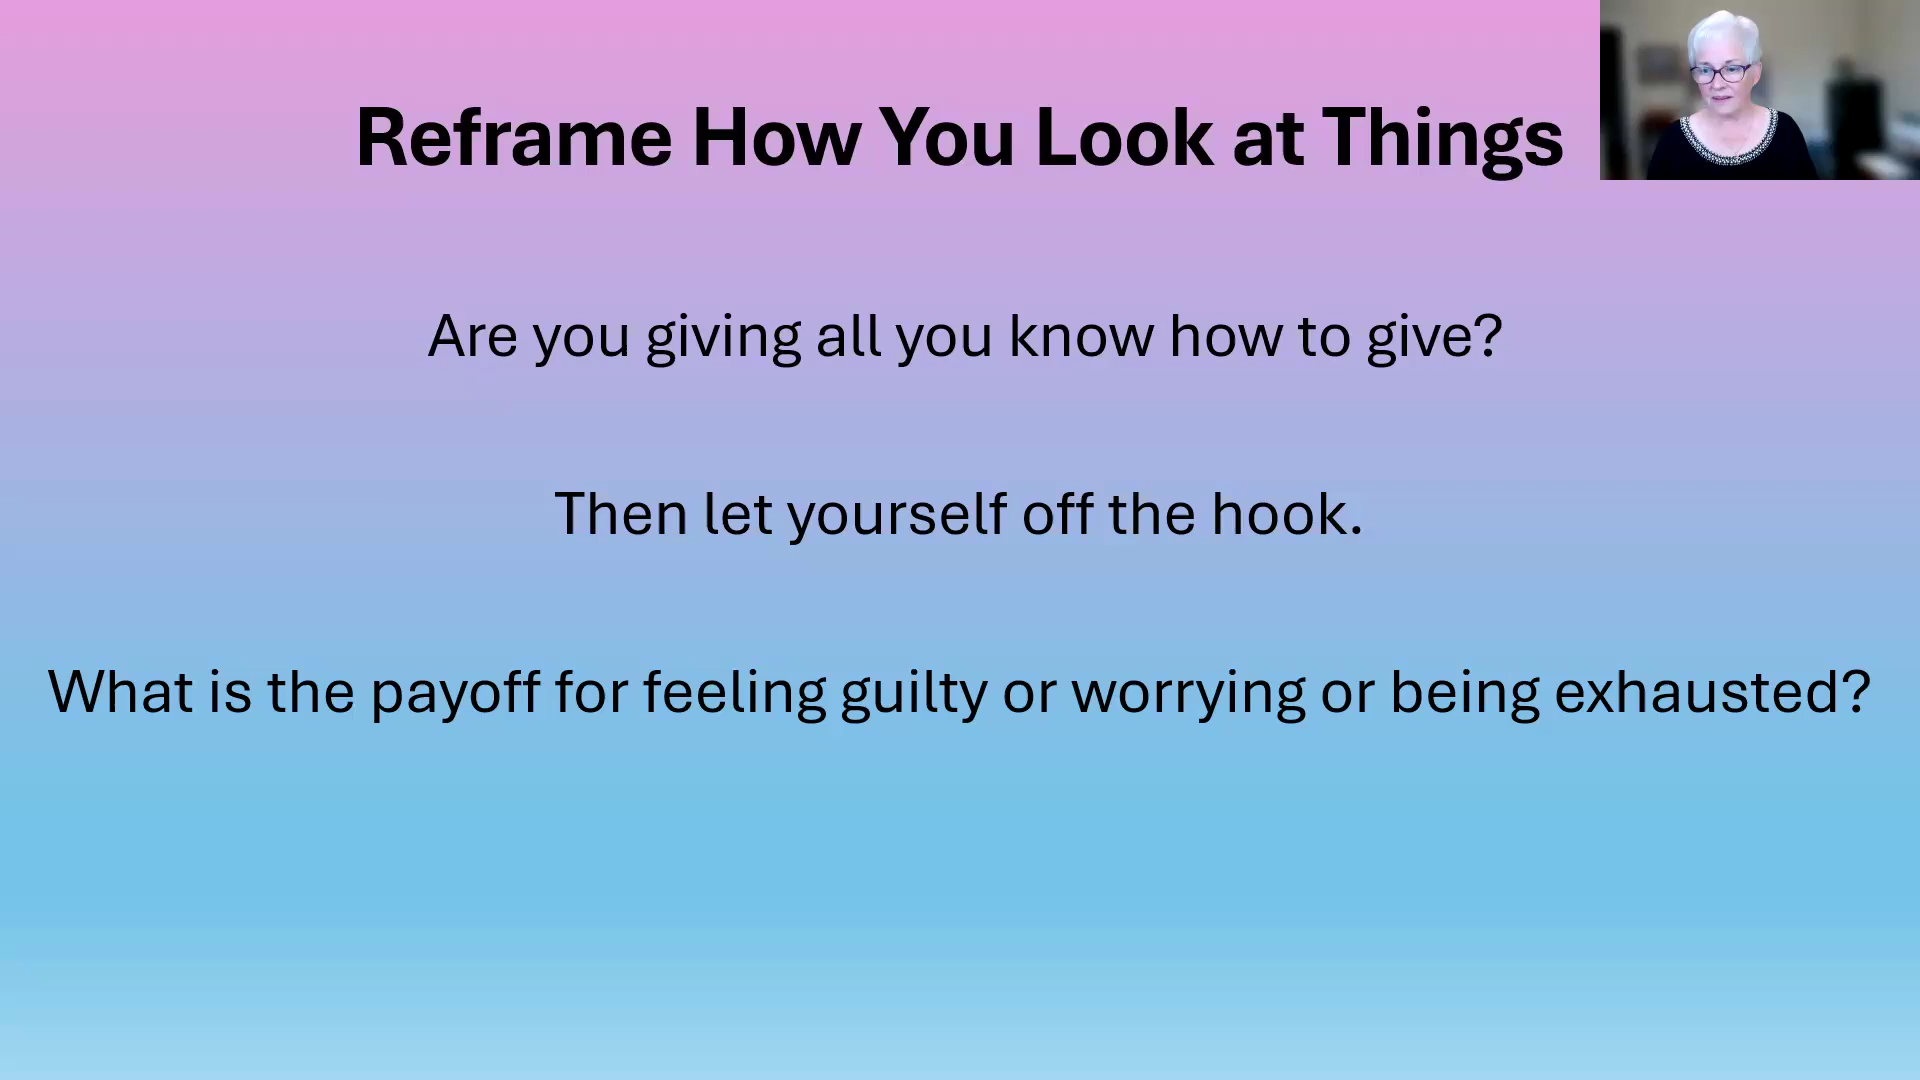 Reframe How You Look at Things
Are you giving all you know how to give?
Then let yourself off the hook.
What is the payoff for feeling guilty or worrying or being exhausted?